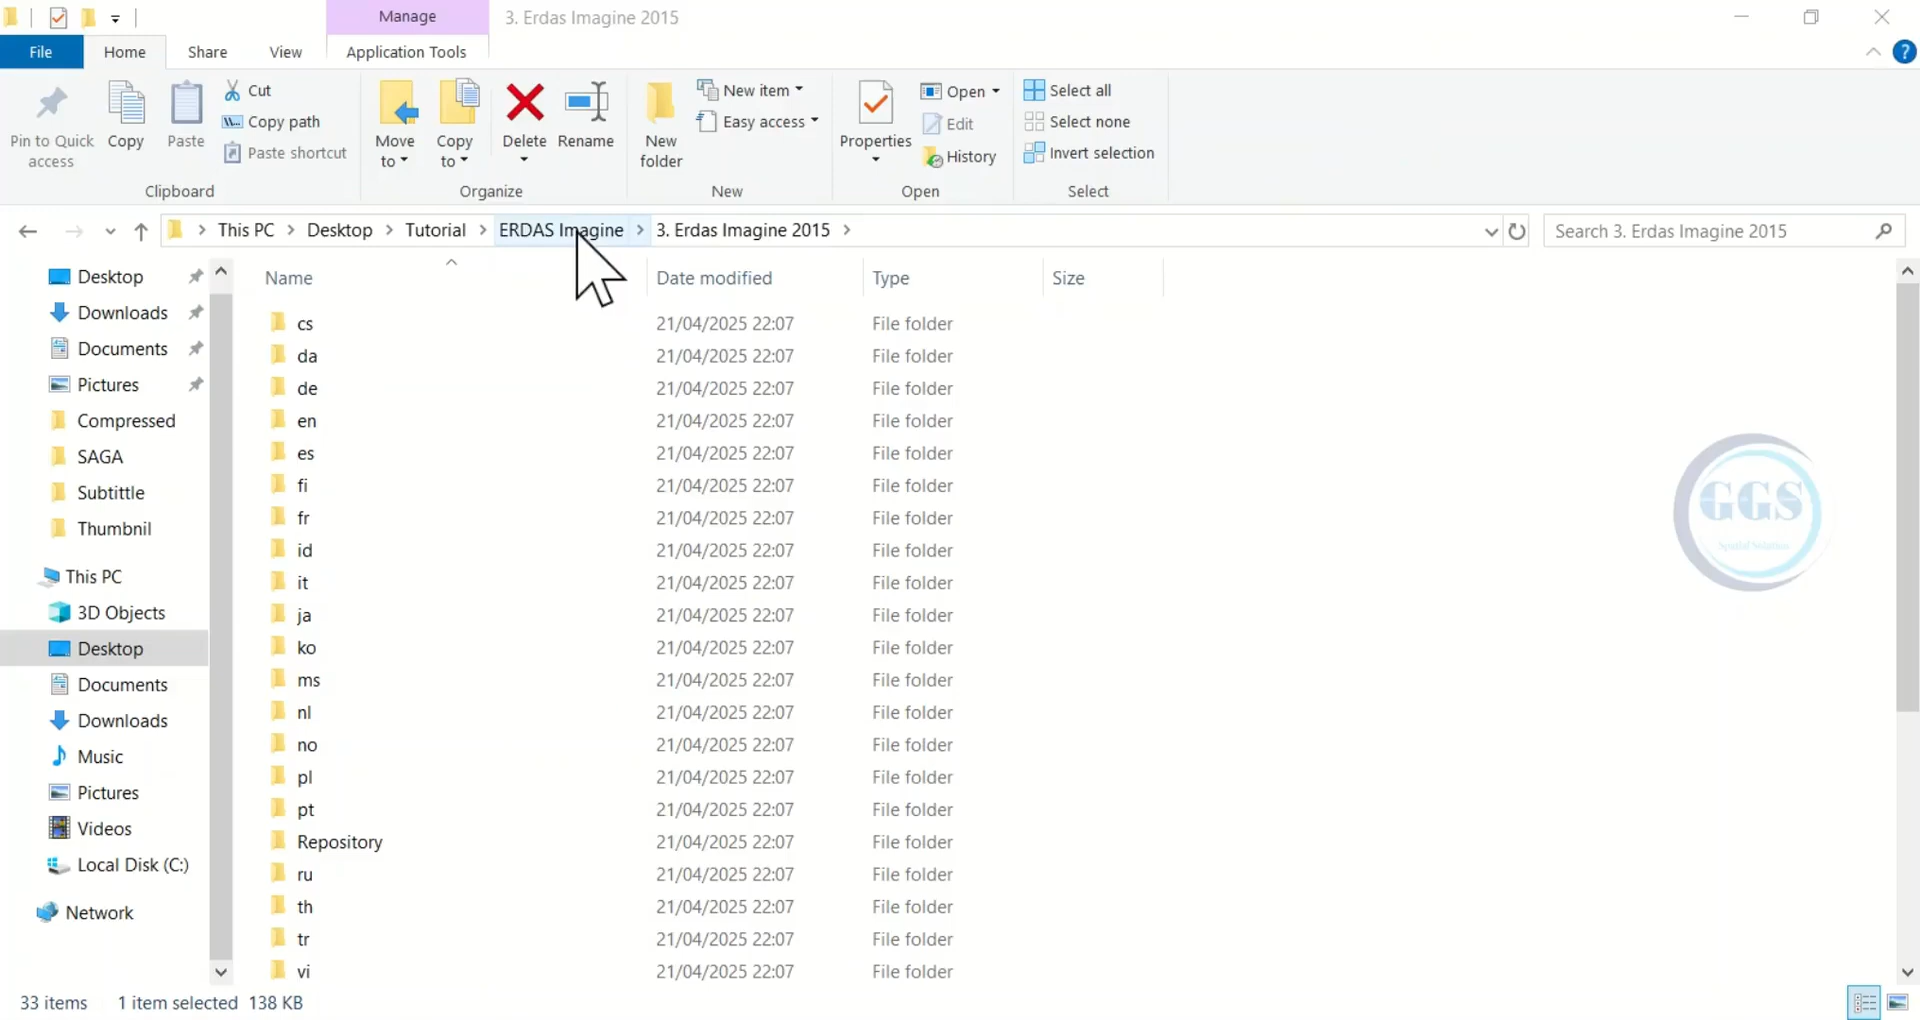 Manage
3. Erdas Imagine 2015
File
Home
Share
View
Application Tools
Pin to Quick access
Copy
Paste
Cut
Copy path
Paste shortcut
Clipboard
Move to
Copy to
Delete
Rename
Organize
New folder
New item
Easy access
New
Properties
Open
Edit
History
Open
Select all
Select none
Invert selection
Select
This PC > Desktop > Tutorial > ERDAS Imagine > 3. Erdas Imagine 2015 >
Search 3. Erdas Imagine 2015
Desktop
Downloads
Documents
Pictures
Compressed
SAGA
Subtittle
Thumbnil
This PC
3D Objects
Desktop
Documents
Downloads
Music
Pictures
Videos
Local Disk (C:)
Network
Name Date modified Type Size
cs 21/04/2025 22:07 File folder
da 21/04/2025 22:07 File folder
de 21/04/2025 22:07 File folder
en 21/04/2025 22:07 File folder
es 21/04/2025 22:07 File folder
fi 21/04/2025 22:07 File folder
fr 21/04/2025 22:07 File folder
id 21/04/2025 22:07 File folder
it 21/04/2025 22:07 File folder
ja 21/04/2025 22:07 File folder
ko 21/04/2025 22:07 File folder
ms 21/04/2025 22:07 File folder
nl 21/04/2025 22:07 File folder
no 21/04/2025 22:07 File folder
pl 21/04/2025 22:07 File folder
pt 21/04/2025 22:07 File folder
Repository 21/04/2025 22:07 File folder
ru 21/04/2025 22:07 File folder
th 21/04/2025 22:07 File folder
tr 21/04/2025 22:07 File folder
vi 21/04/2025 22:07 File folder
GGS
Spatial Solution
33 items 1 item selected 138 KB